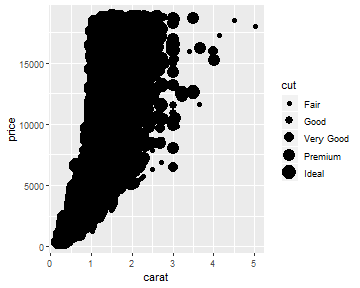 15000
10000
5000
0
price
0 1 2 3 4 5
carat
cut
Fair
Good
Very Good
Premium
Ideal